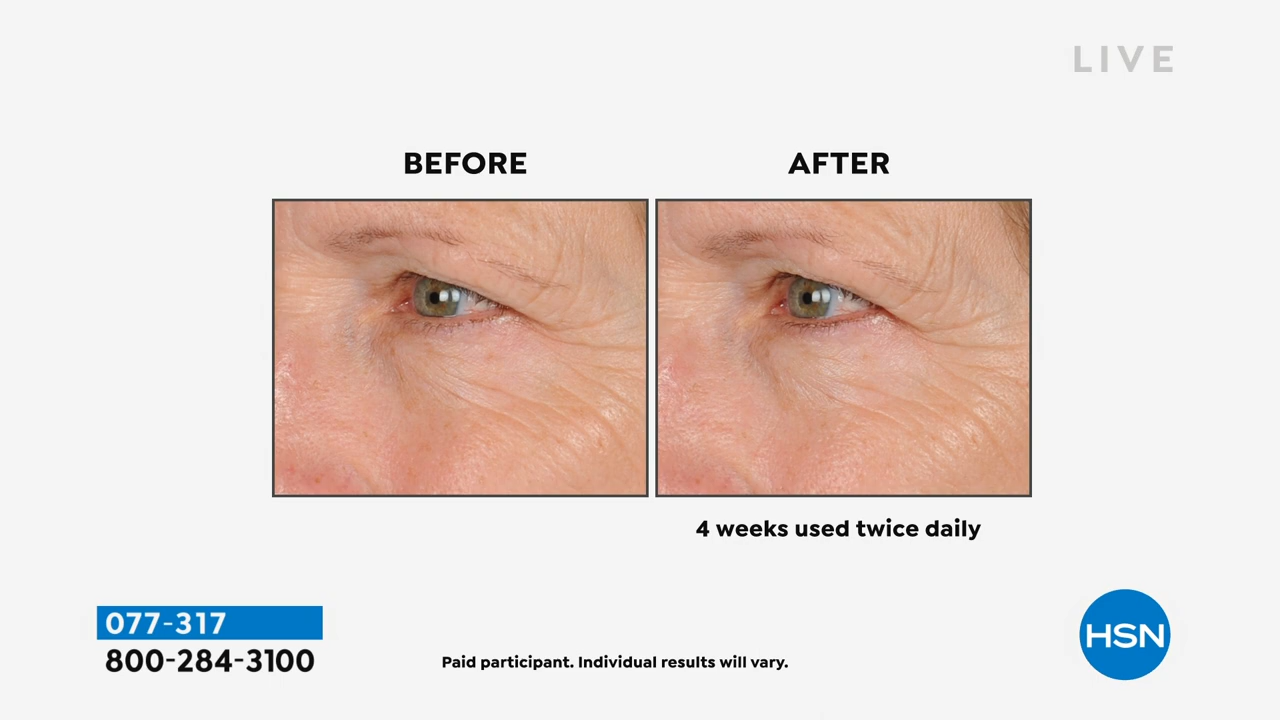 LIVE
BEFORE
AFTER
4 weeks used twice daily
077-317
800-284-3100
Paid participant. Individual results will vary.
HSN